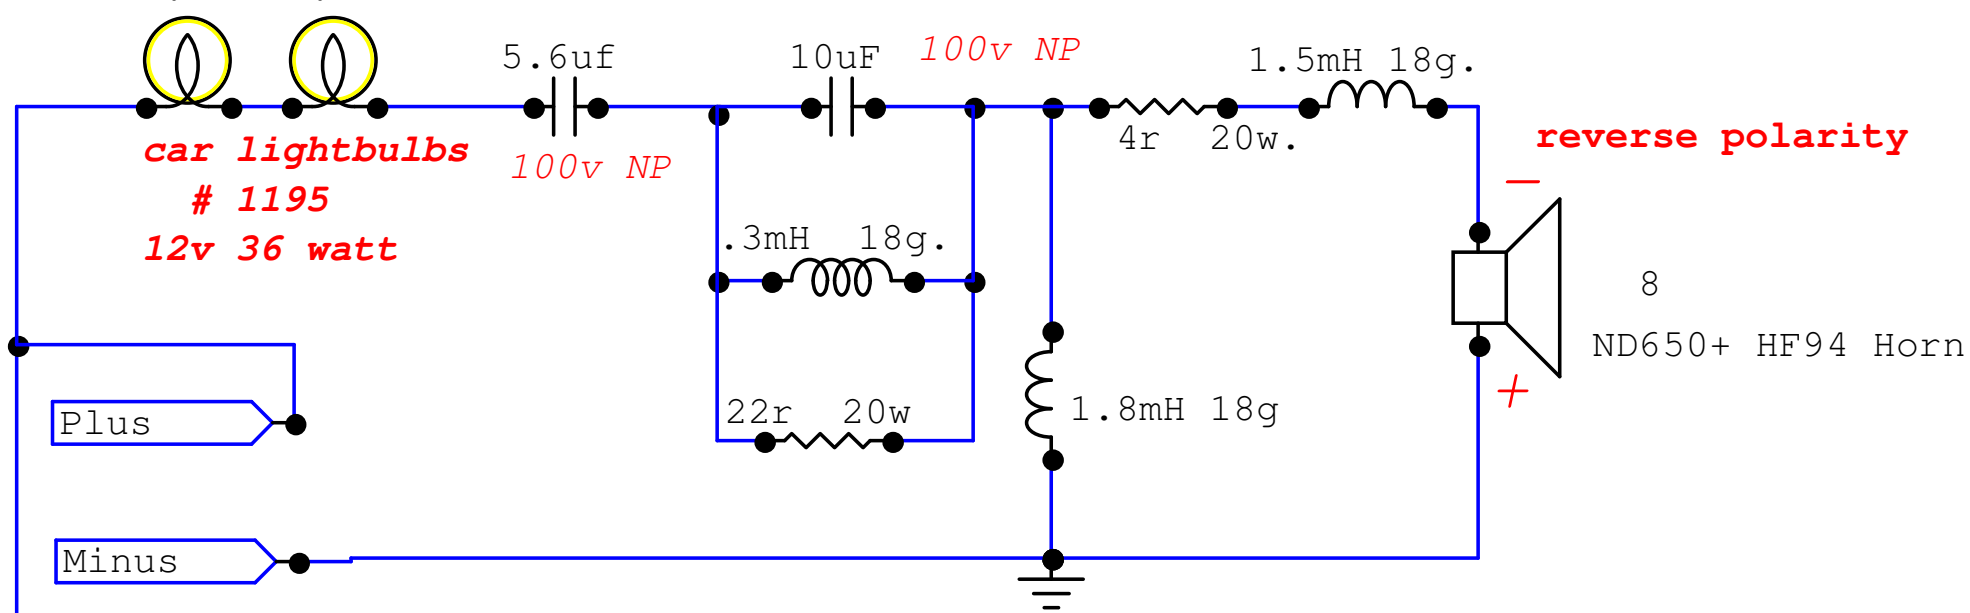 5.6uf
10uF
100v NP
1.5mH 18g.
car lightbulbs
# 1195
12v 36 watt
100v NP
4r 20w.
reverse polarity
−
.3mH 18g.
8
ND650+ HF94 Horn
+
Plus
22r 20w
1.8mH 18g
Minus